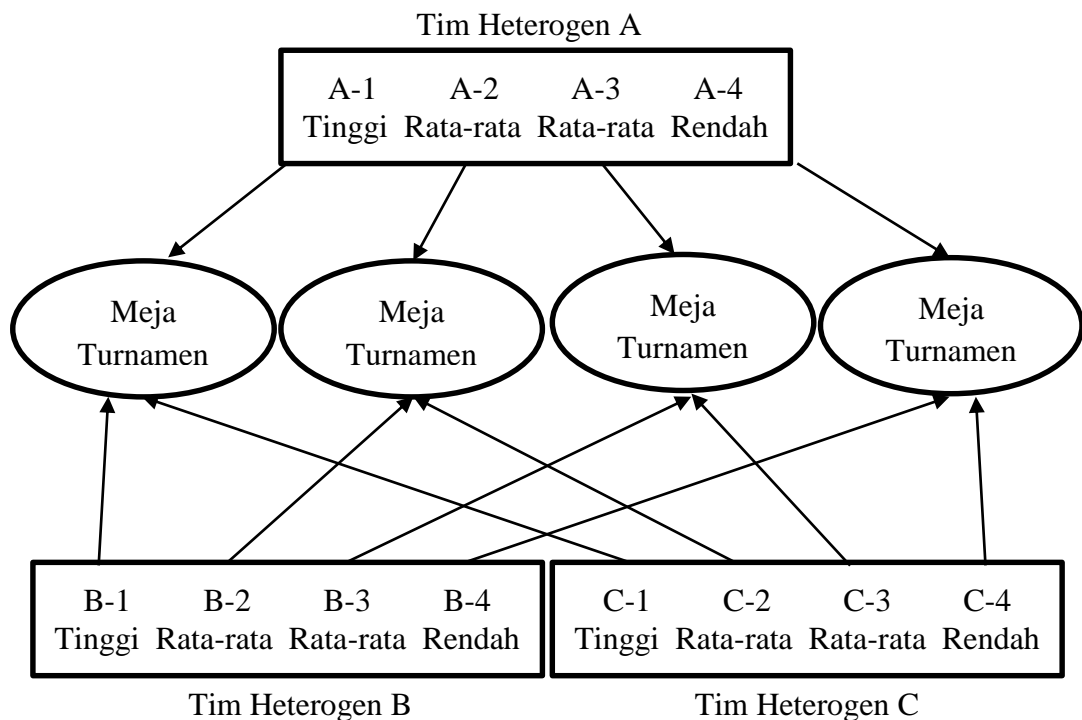 Tim Heterogen A
A-1 A-2 A-3 A-4
Tinggi Rata-rata Rata-rata Rendah
Meja Meja Meja Meja
Turnamen Turnamen Turnamen Turnamen
B-1 B-2 B-3 B-4
Tinggi Rata-rata Rata-rata Rendah
C-1 C-2 C-3 C-4
Tinggi Rata-rata Rata-rata Rendah
Tim Heterogen B
Tim Heterogen C